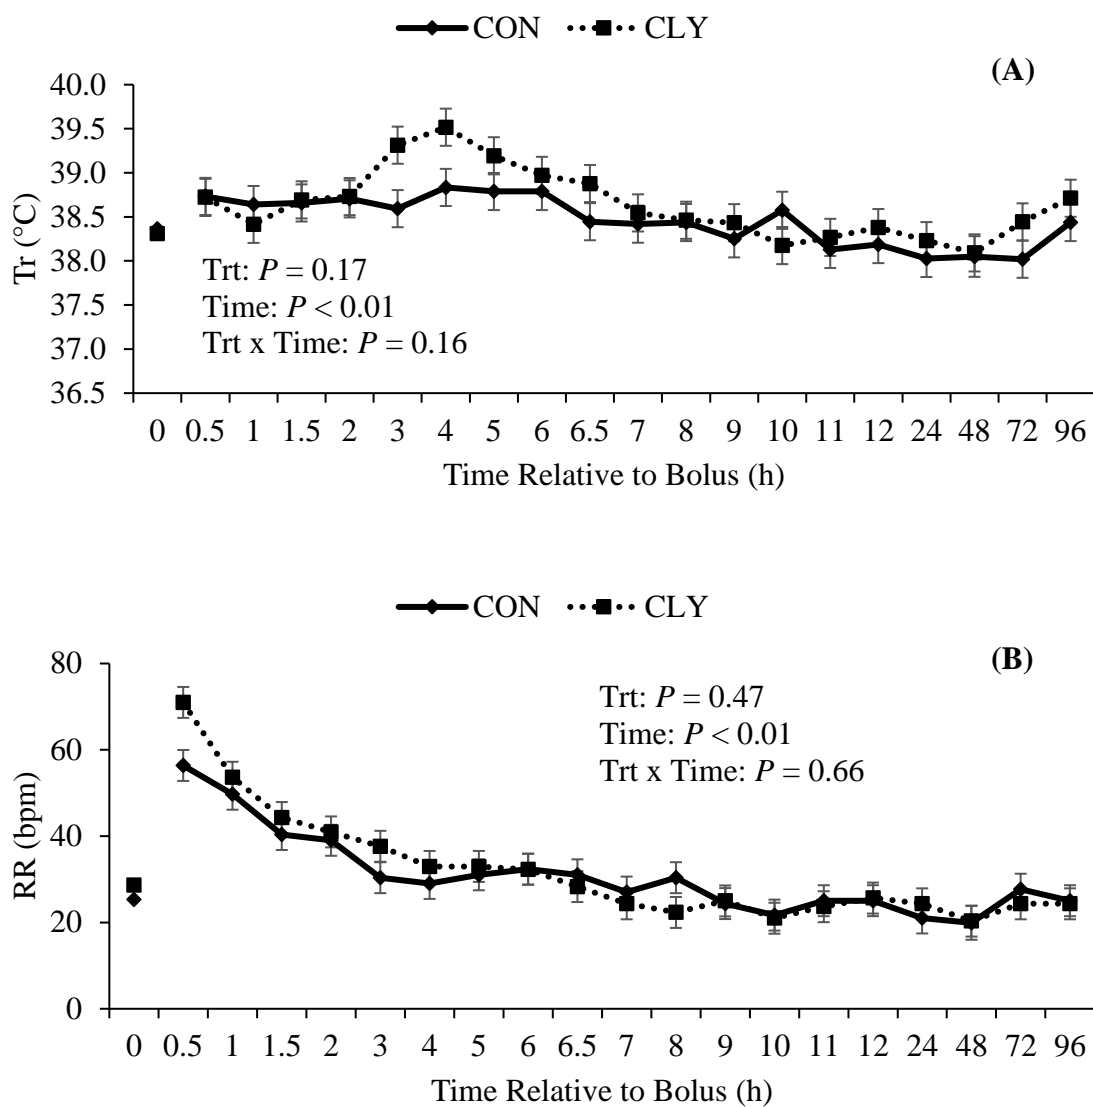 CON CLY
(A)
40.0
39.5
39.0
38.5
38.0
37.5
37.0
36.5
Tr (°C)
Trt: P = 0.17
Time: P < 0.01
Trt x Time: P = 0.16
0 0.5 1 1.5 2 3 4 5 6 6.5 7 8 9 10 11 12 24 48 72 96
Time Relative to Bolus (h)
CON CLY
(B)
80
60
40
20
0
RR (bpm)
Trt: P = 0.47
Time: P < 0.01
Trt x Time: P = 0.66
0 0.5 1 1.5 2 3 4 5 6 6.5 7 8 9 10 11 12 24 48 72 96
Time Relative to Bolus (h)